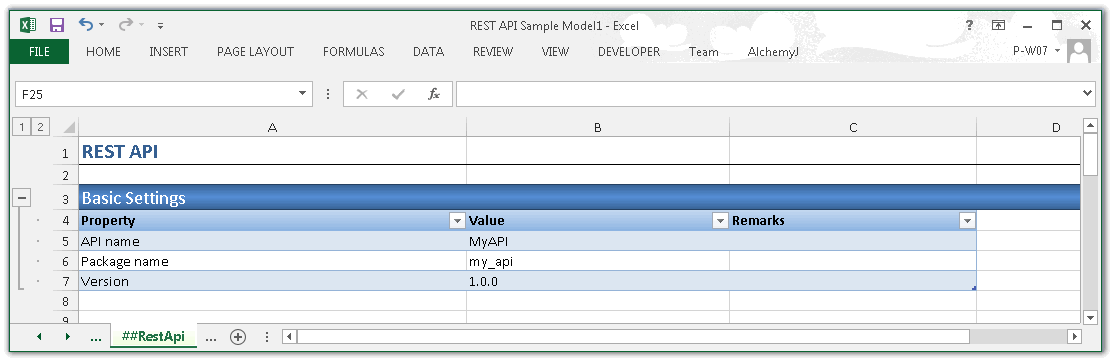 REST API Sample Model1 - Excel
?
FILE HOME INSERT PAGE LAYOUT FORMULAS DATA REVIEW VIEW DEVELOPER Team AlchemyJ P-W07
F25 fx
1 2 A B C D
1 REST API
2
3 Basic Settings
4 Property Value Remarks
5 API name MyAPI
6 Package name my_api
7 Version 1.0.0
8
9
... ##RestApi ...